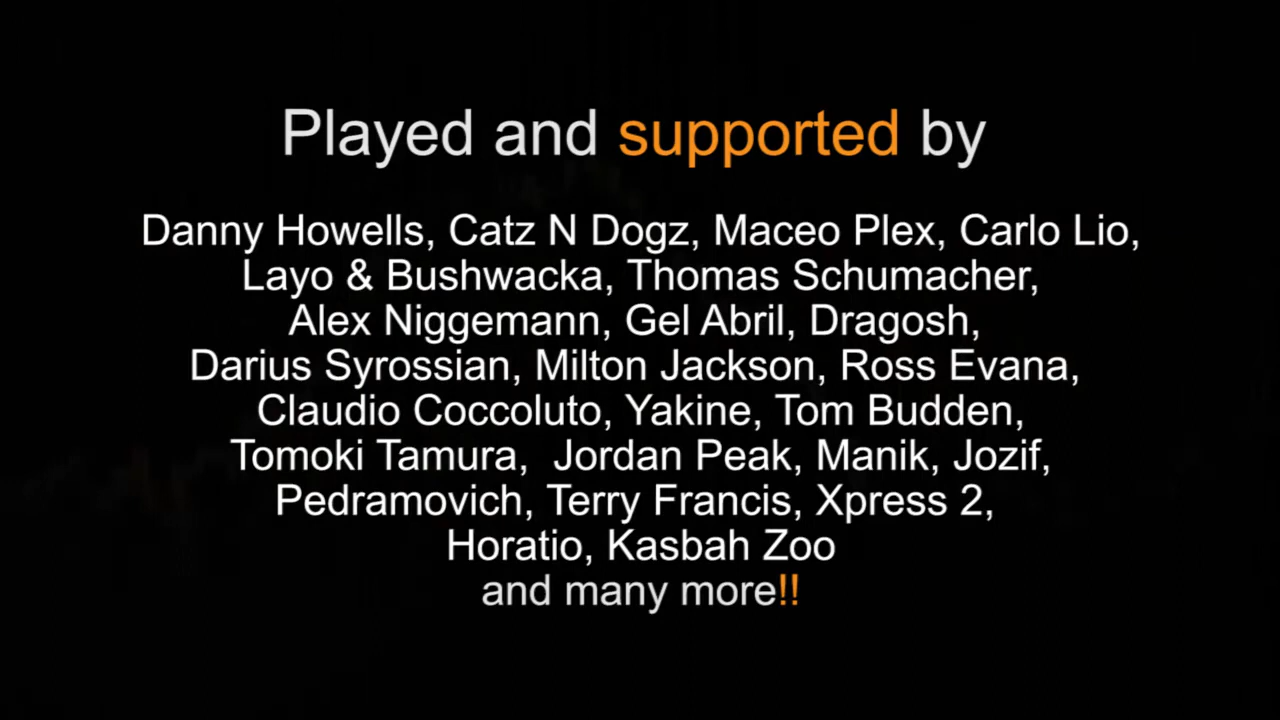 Played and supported by
Danny Howells, Catz N Dogz, Maceo Plex, Carlo Lio,
Layo & Bushwacka, Thomas Schumacher,
Alex Niggemann, Gel Abril, Dragosh,
Darius Syrossian, Milton Jackson, Ross Evana,
Claudio Coccoluto, Yakine, Tom Budden,
Tomoki Tamura,  Jordan Peak, Manik, Jozif,
Pedramovich, Terry Francis, Xpress 2,
Horatio, Kasbah Zoo
and many more!!